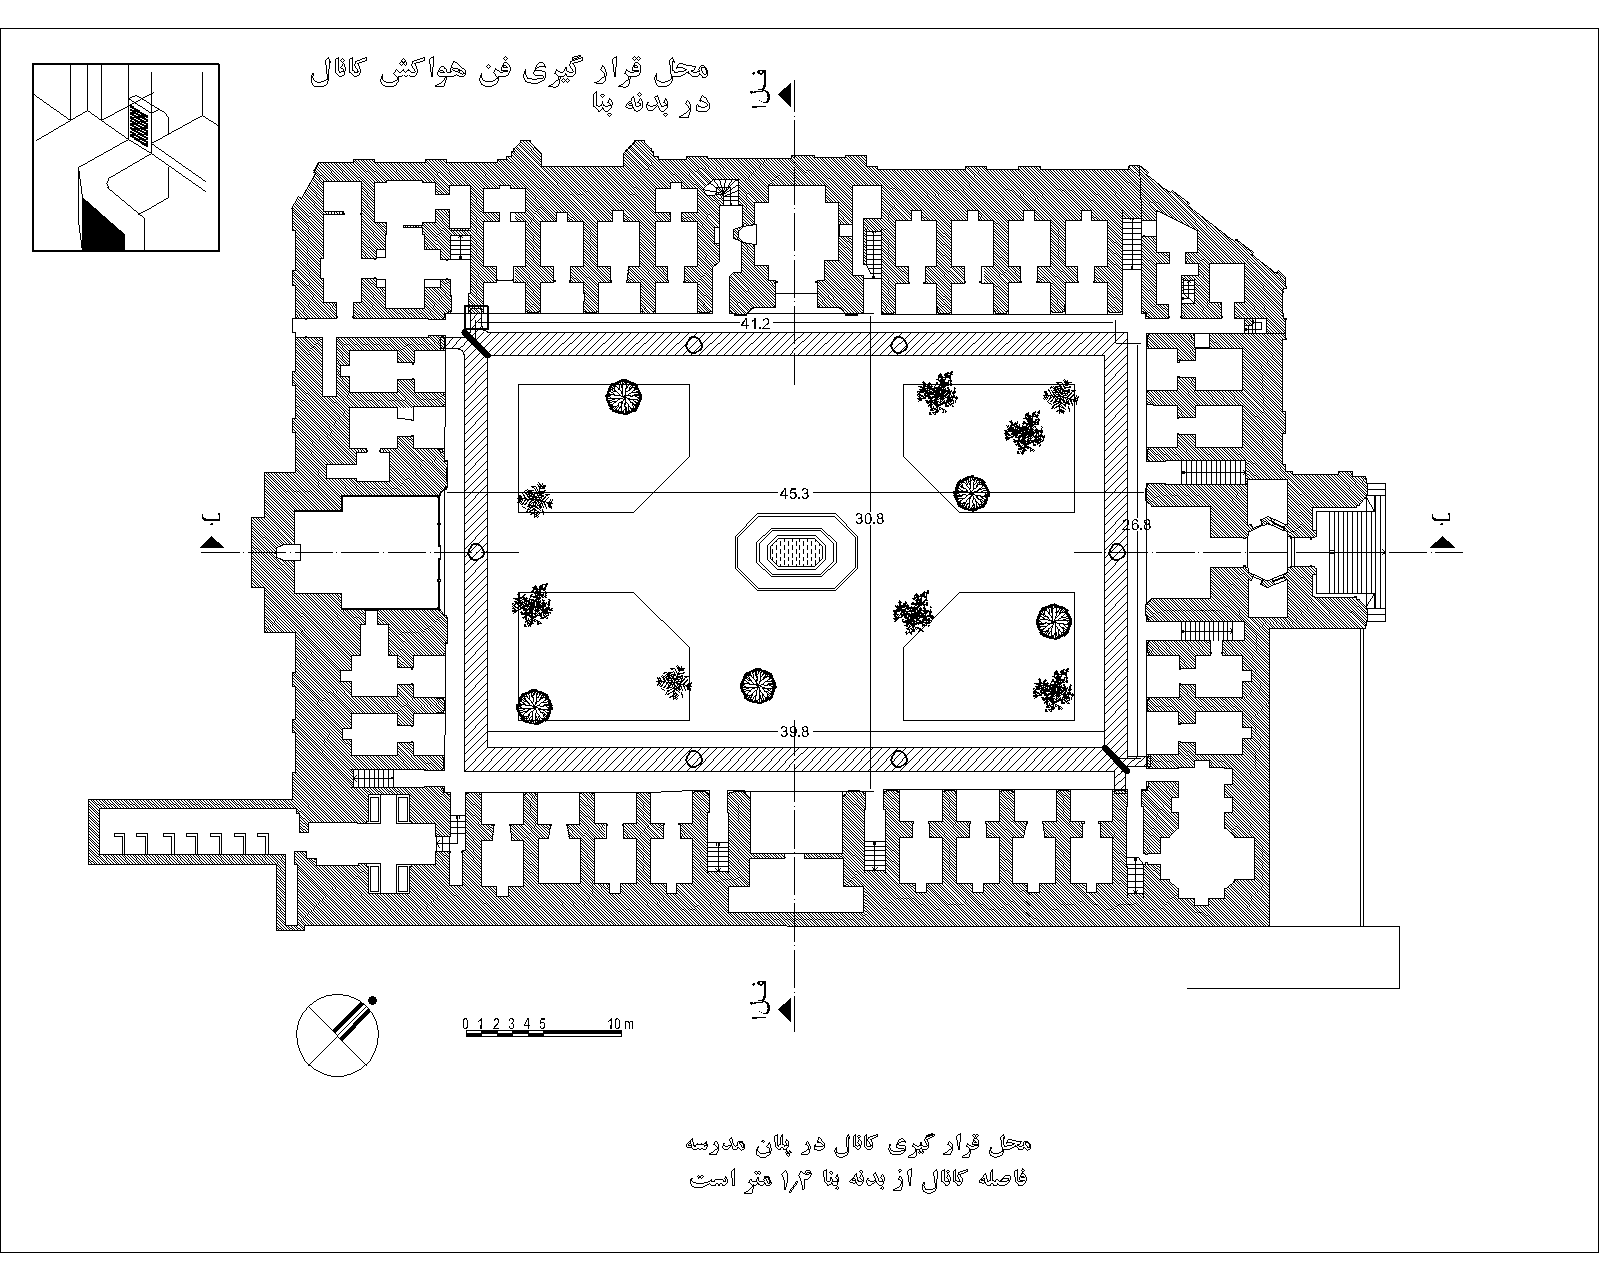 محل قرار گیری فن هواکش کانال
در بدنه بنا
41.2
45.3
30.8
26.8
39.8
0 1 2 3 4 5 10 m
محل قرار گیری کانال در پلان مدرسه
فاصله کانال از بدنه بنا ۱٫۴ متر است